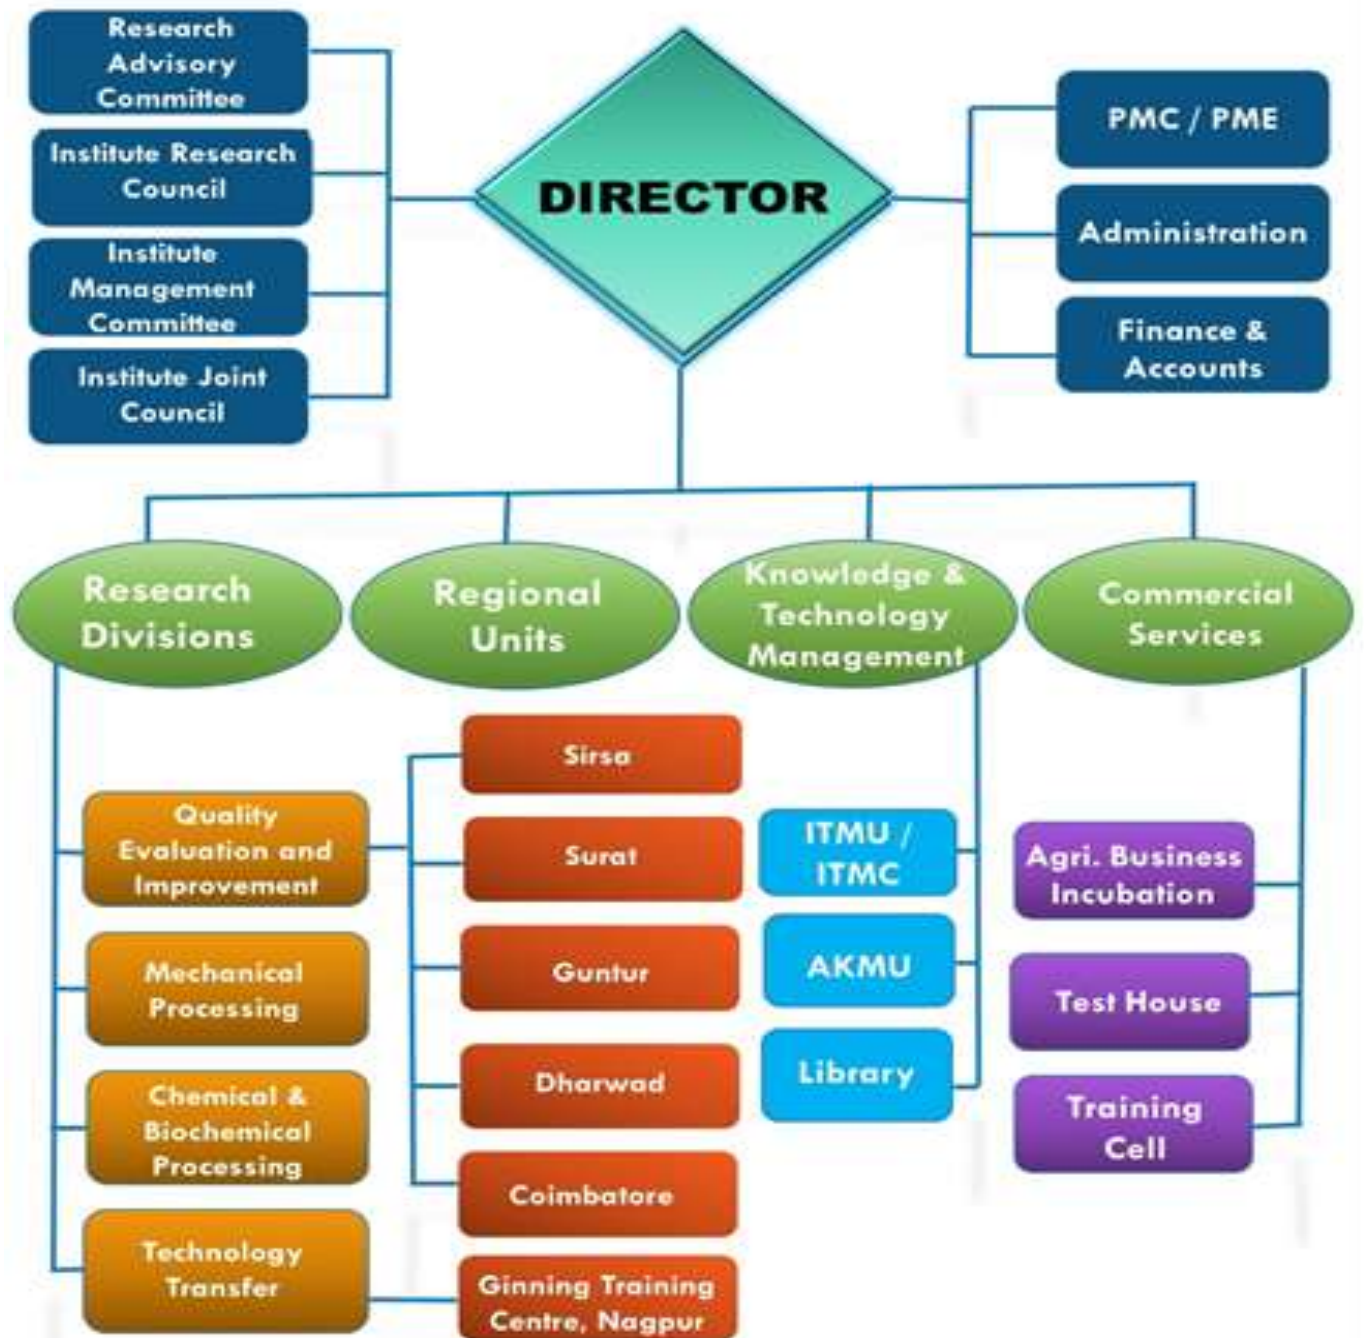 Research
Advisory
Committee
Institute Research
Council
Institute
Management
Committee
Institute Joint
Council
DIRECTOR
PMC / PME
Administration
Finance &
Accounts
Research
Divisions
Regional
Units
Knowledge &
Technology
Management
Commercial
Services
Quality
Evaluation and
Improvement
Mechanical
Processing
Chemical &
Biochemical
Processing
Technology
Transfer
Sirsa
Surat
Guntur
Dharwad
Coimbatore
Ginning Training
Centre, Nagpur
ITMU /
ITMC
AKMU
Library
Agri. Business
Incubation
Test House
Training
Cell